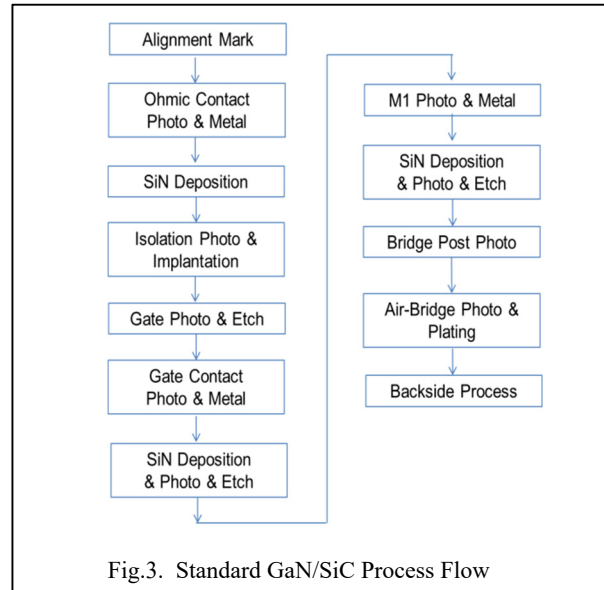 Alignment Mark
Ohmic Contact
Photo & Metal
SiN Deposition
Isolation Photo &
Implantation
Gate Photo & Etch
Gate Contact
Photo & Metal
SiN Deposition
& Photo & Etch
M1 Photo & Metal
SiN Deposition
& Photo & Etch
Bridge Post Photo
Air-Bridge Photo &
Plating
Backside Process
Fig.3. Standard GaN/SiC Process Flow